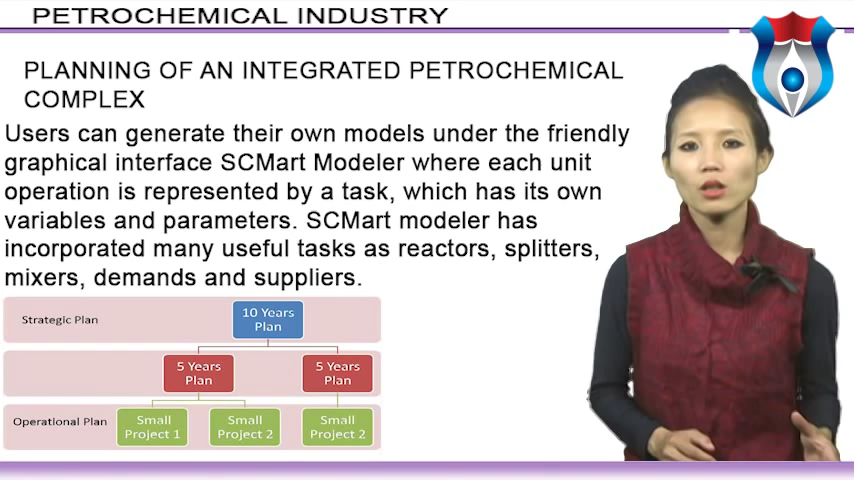 PETROCHEMICAL INDUSTRY
PLANNING OF AN INTEGRATED PETROCHEMICAL
COMPLEX
Users can generate their own models under the friendly
graphical interface SCMart Modeler where each unit
operation is represented by a task, which has its own
variables and parameters. SCMart modeler has
incorporated many useful tasks as reactors, splitters,
mixers, demands and suppliers.
Strategic Plan
10 Years
Plan
5 Years
Plan
5 Years
Plan
Operational Plan
Small
Project 1
Small
Project 2
Small
Project 2